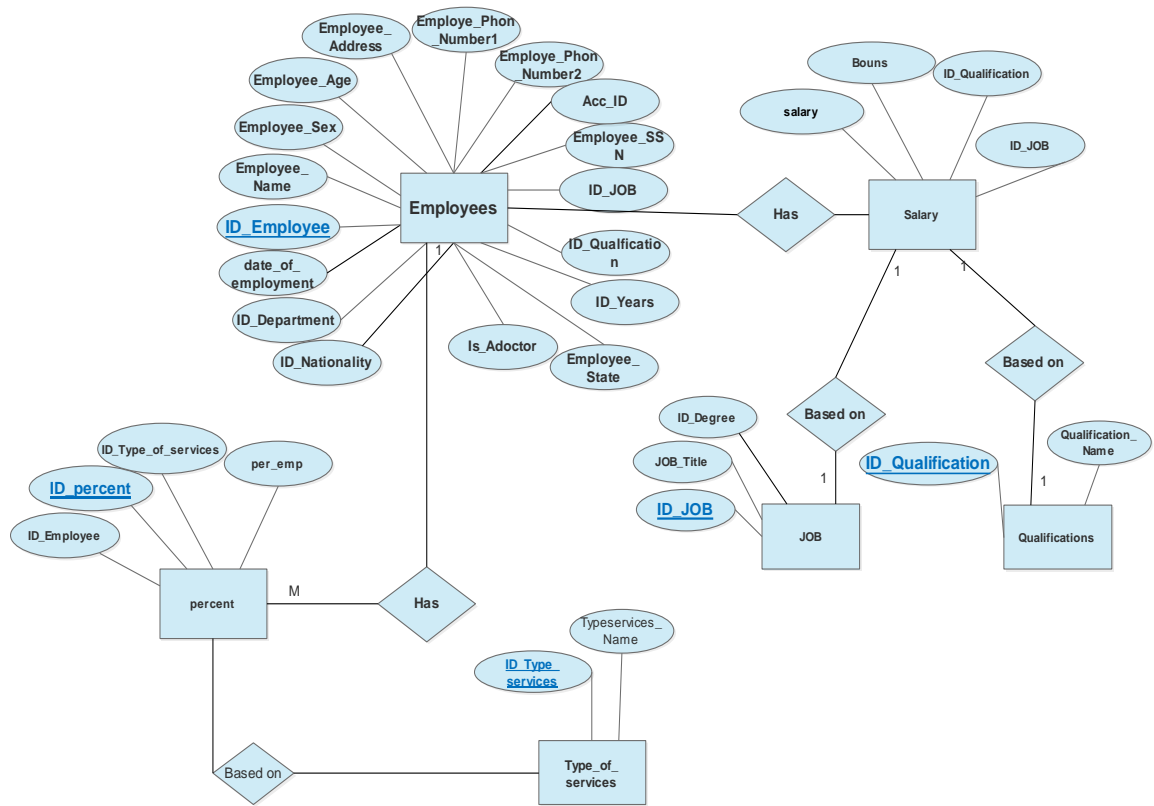 Employee_
Address
Employe_Phon
_Number1
Employe_Phon
_Number2
Employee_Age
Acc_ID
Employee_Sex
Employee_SS
N
Employee_
Name
ID_JOB
Employees
ID_Employee
1
ID_Qualficatio
n
date_of_
employment
ID_Years
ID_Department
ID_Nationality
Is_Adoctor
Employee_
State
Has
Bouns
ID_Qualification
salary
ID_JOB
Salary
1
1
Based on
Based on
ID_Degree
JOB_Title
ID_JOB
1
JOB
Qualification_
Name
ID_Qualification
1
Qualifications
ID_Type_of_services
per_emp
ID_percent
ID_Employee
percent
M
Has
Typeservices_
Name
ID_Type_
services
Based on
Type_of_
services